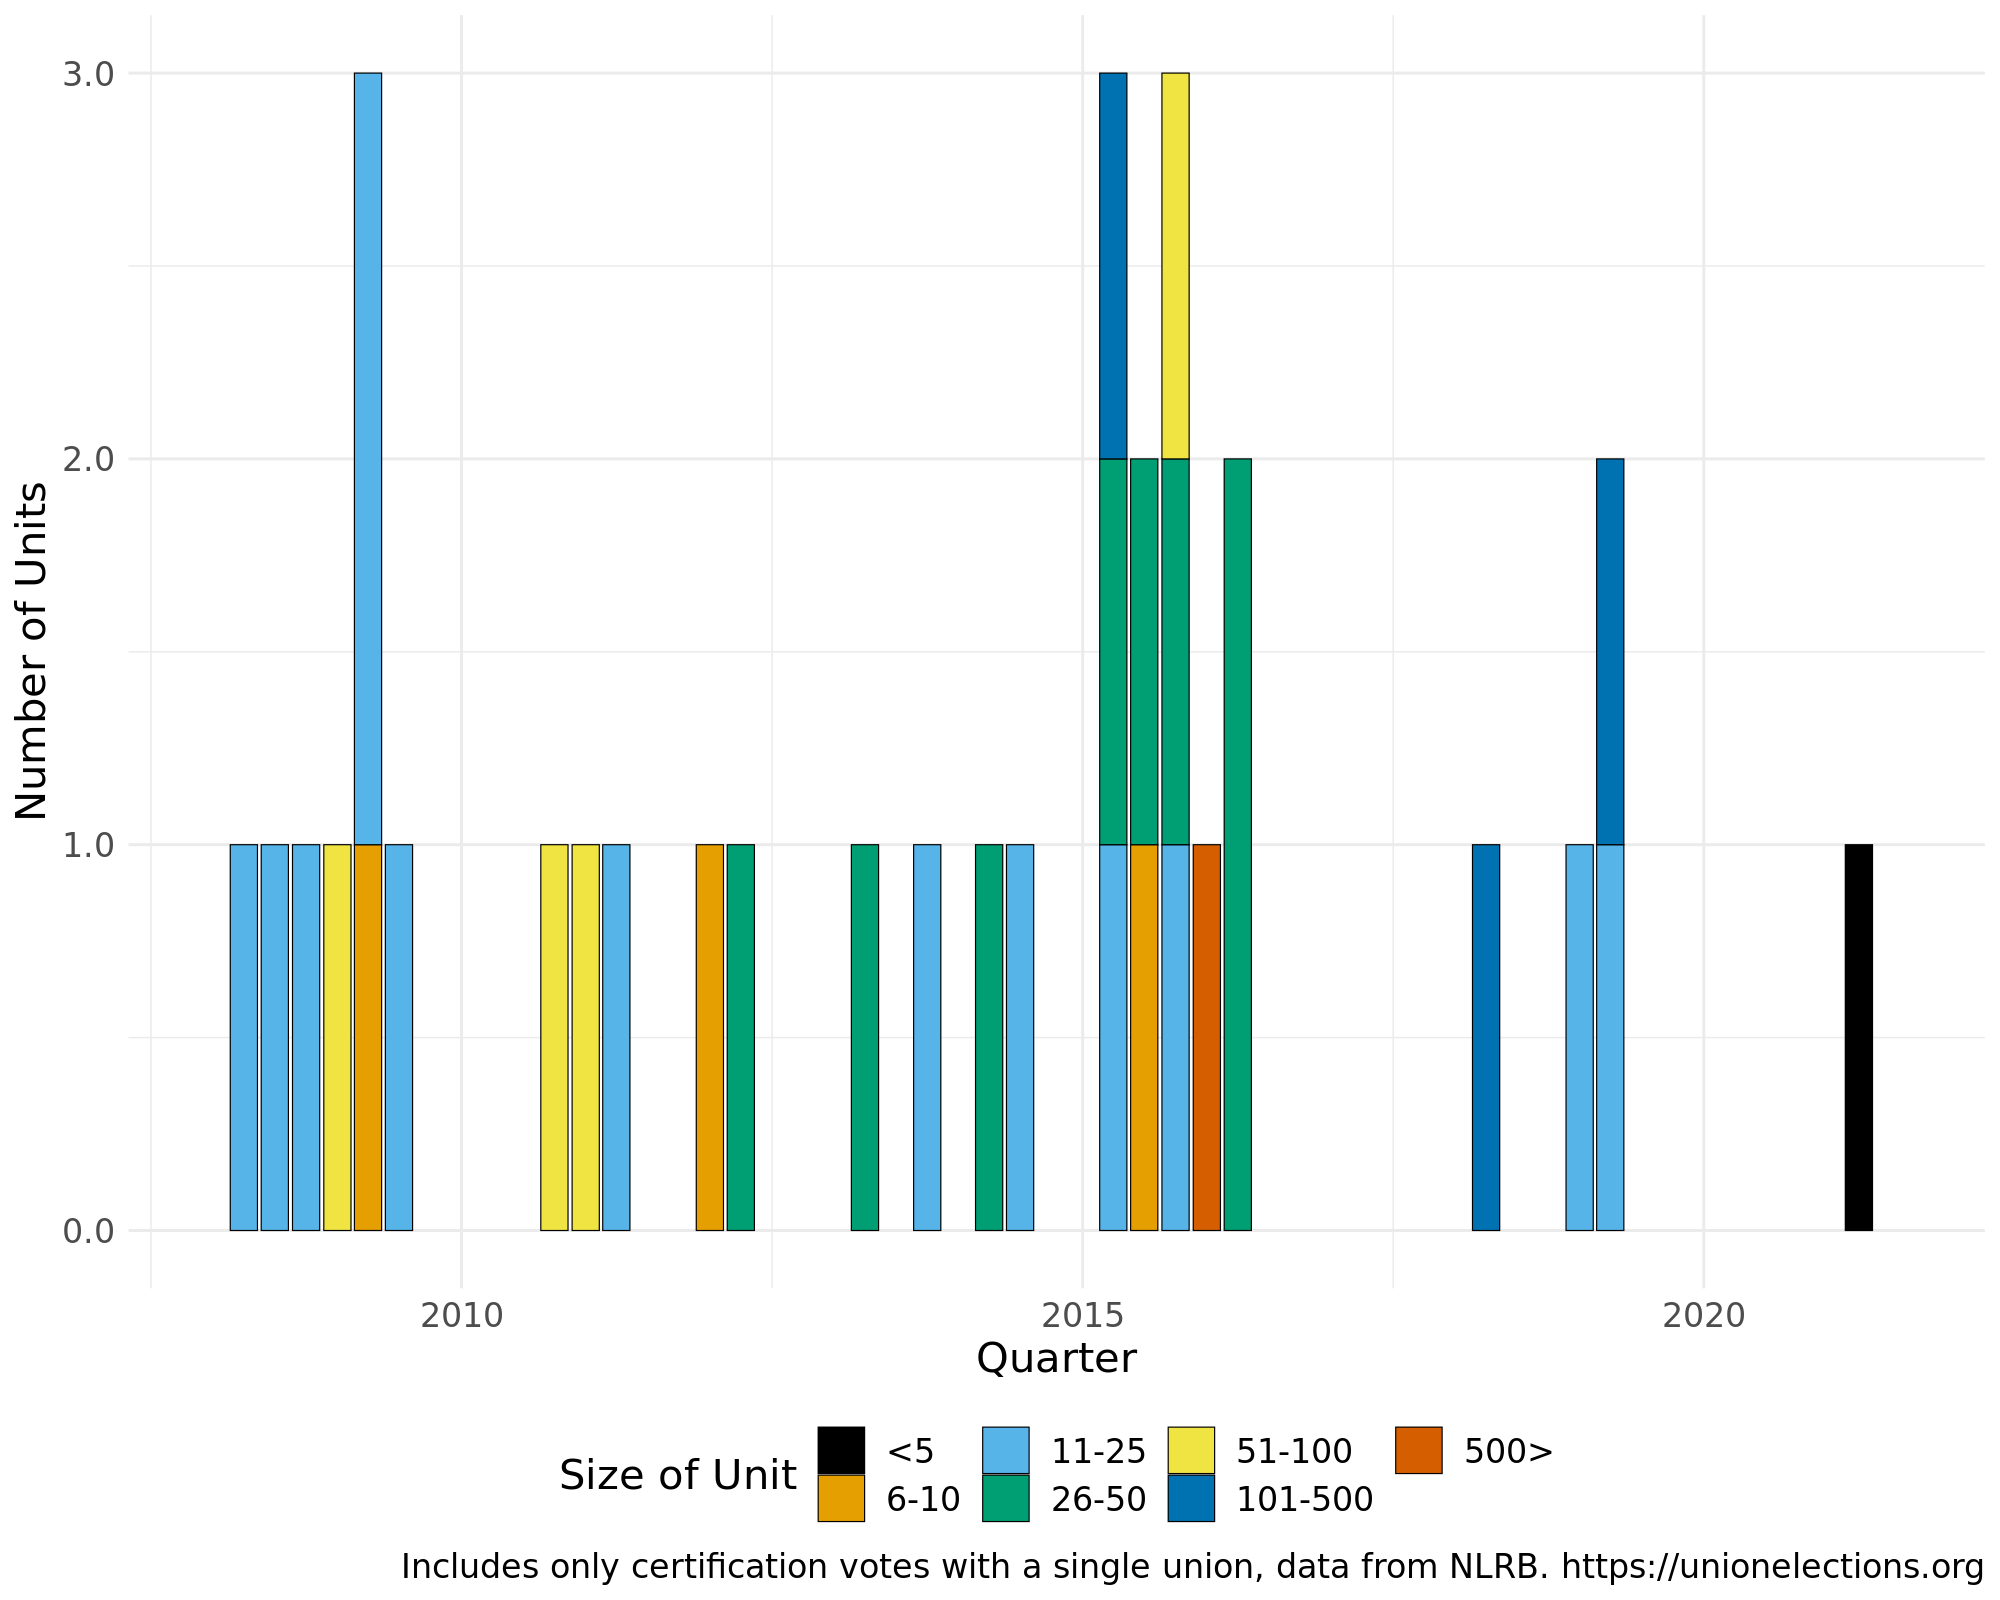 3.0
2.0
1.0
0.0
Number of Units
2010 2015 2020
Quarter
Size of Unit
<5 11-25 51-100 500>
6-10 26-50 101-500
Includes only certification votes with a single union, data from NLRB. https://unionelections.org